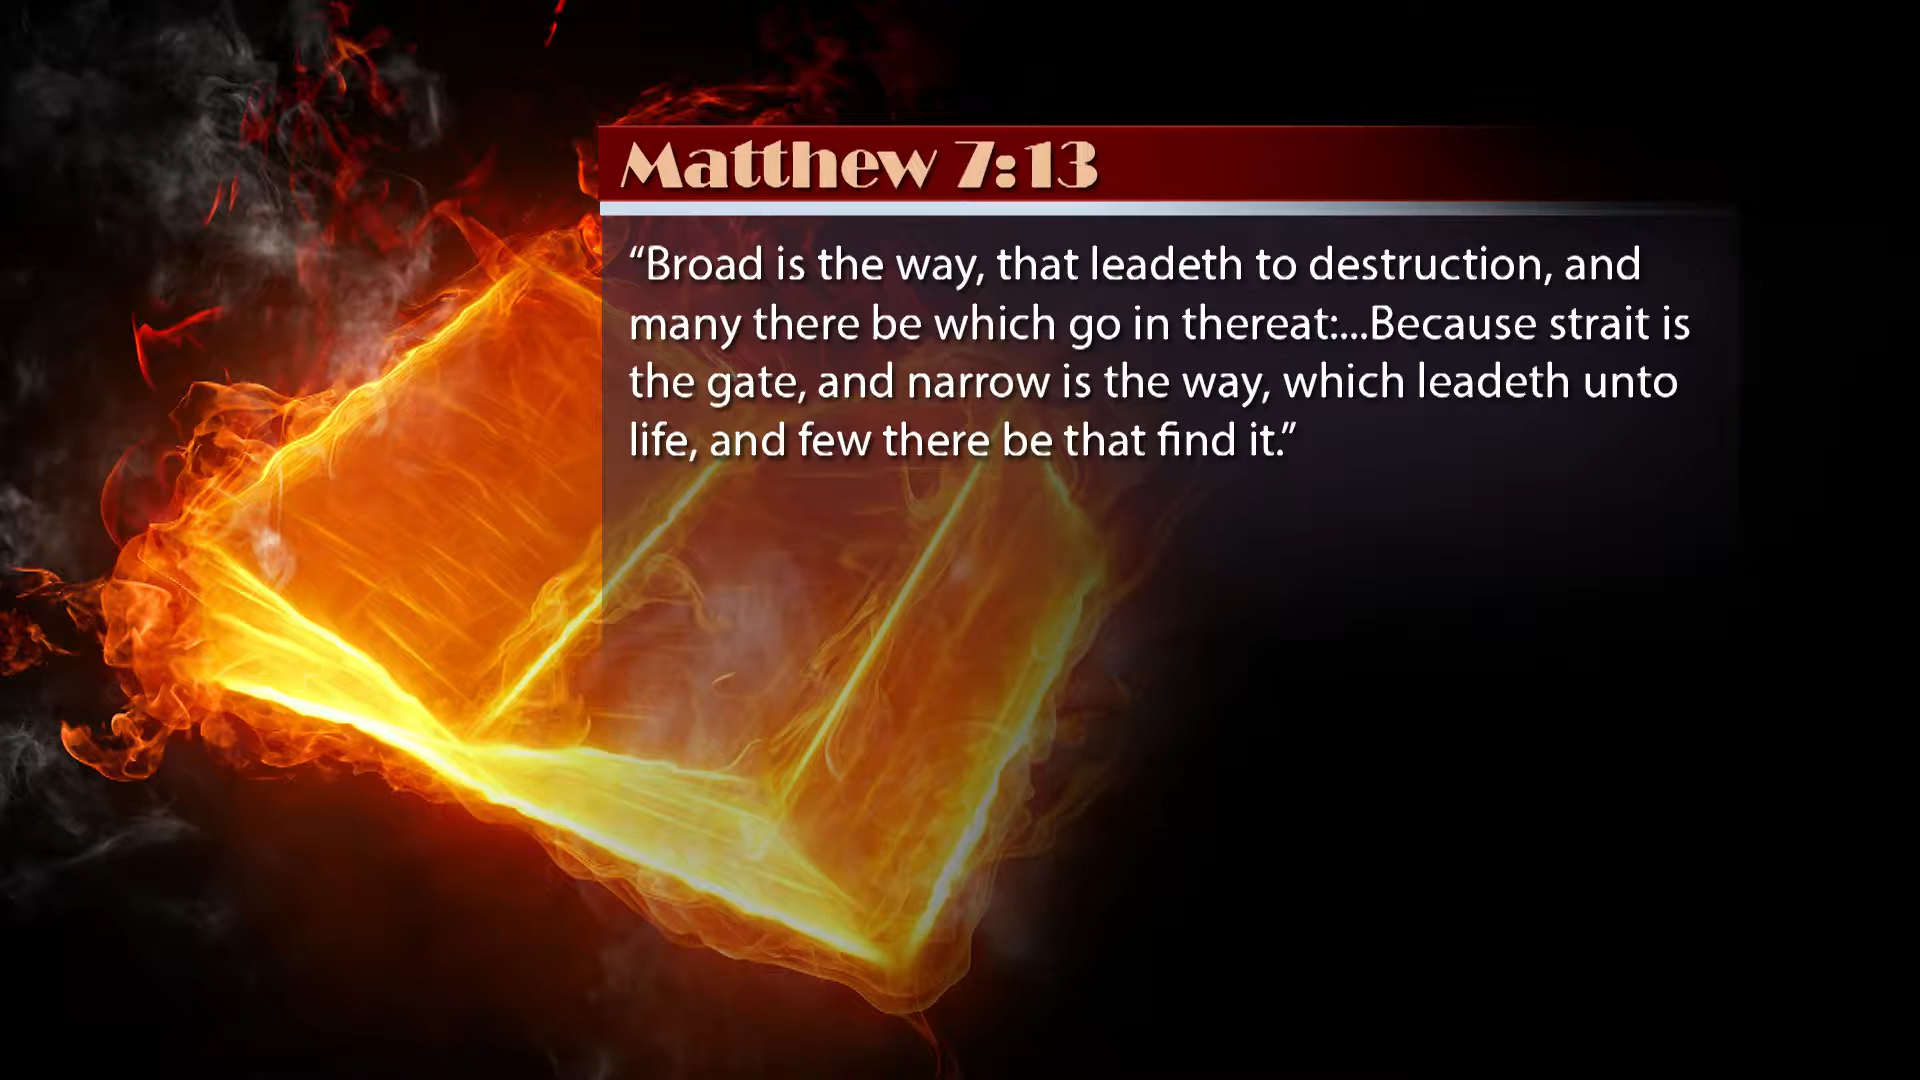 Matthew 7:13
“Broad is the way, that leadeth to destruction, and
many there be which go in thereat:...Because strait is
the gate, and narrow is the way, which leadeth unto
life, and few there be that find it.”